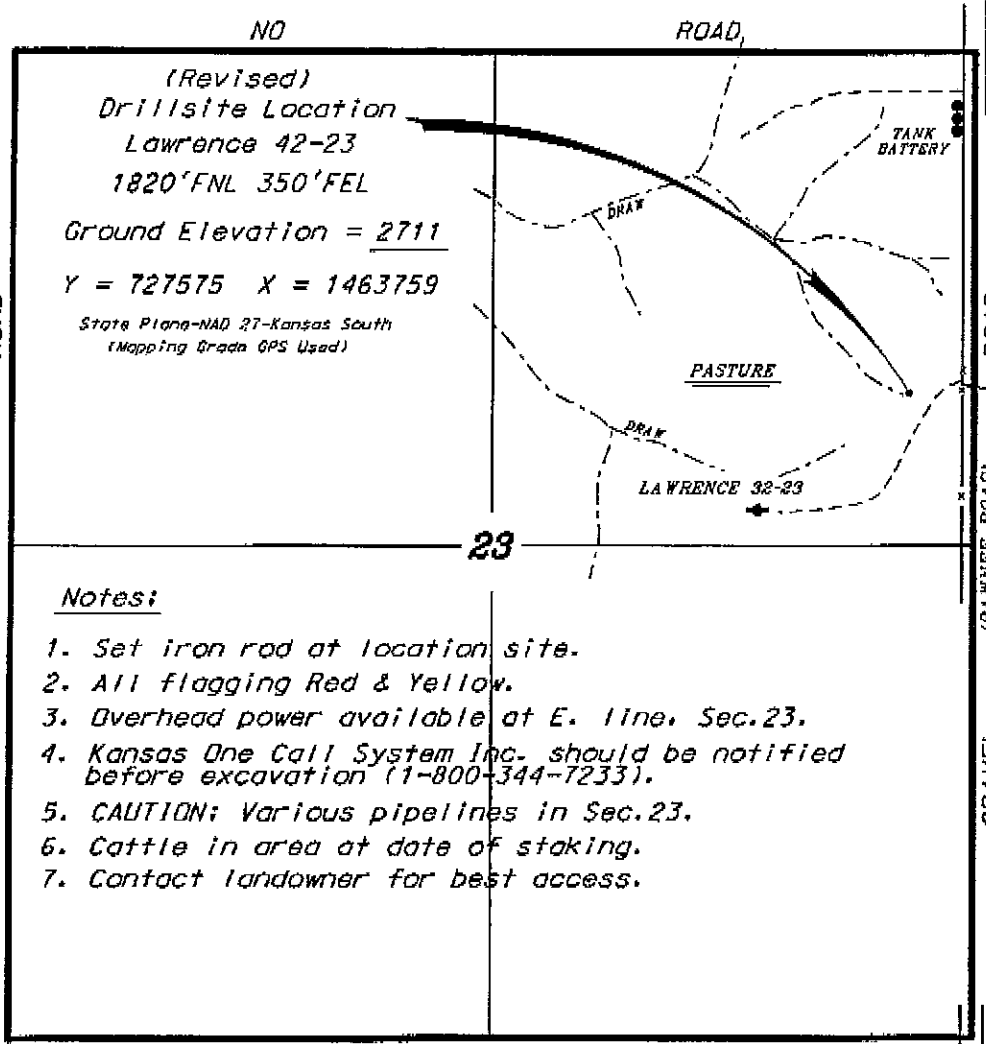 NO ROAD
(Revised)
Drillsite Location
Lawrence 42-23
1820'FNL 350'FEL
Ground Elevation = 2711
Y = 727575 X = 1463759
State Plane-NAD 27-Kansas South
(Mapping Grade GPS Used)
TANK
BATTERY
DRAW
PASTURE
DRAW
LAWRENCE 32-23
23
Notes:
1. Set iron rod at location site.
2. All flagging Red & Yellow.
3. Overhead power available at E. line. Sec.23.
4. Kansas One Call System Inc. should be notified
before excavation (1-800-344-7233).
5. CAUTION: Various pipelines in Sec.23.
6. Cattle in area at date of staking.
7. Contact landowner for best access.